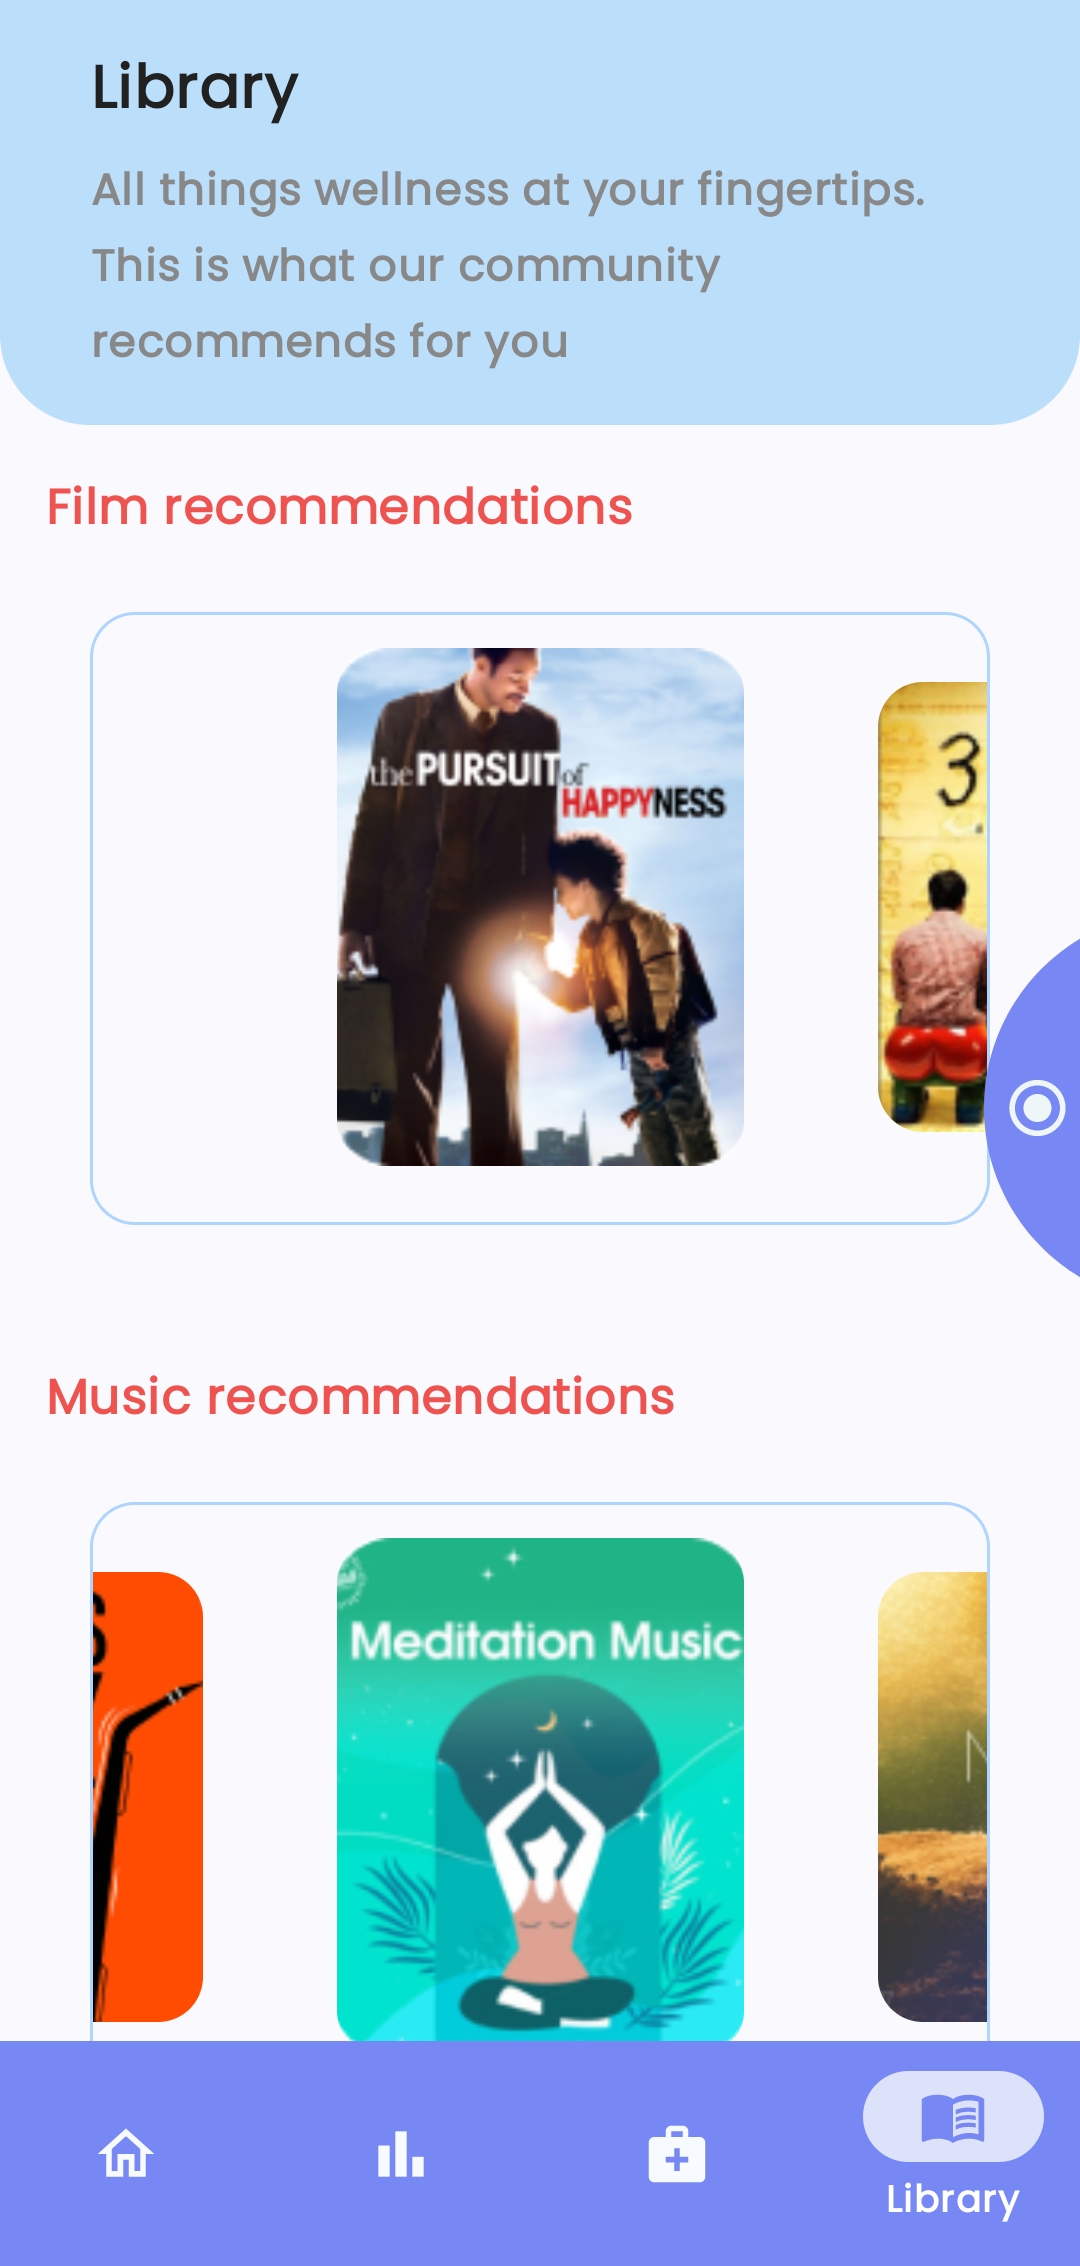 Library
All things wellness at your fingertips.
This is what our community
recommends for you
Film recommendations
the PURSUIT of
HAPPYNESS
3
Music recommendations
Meditation Music
Library